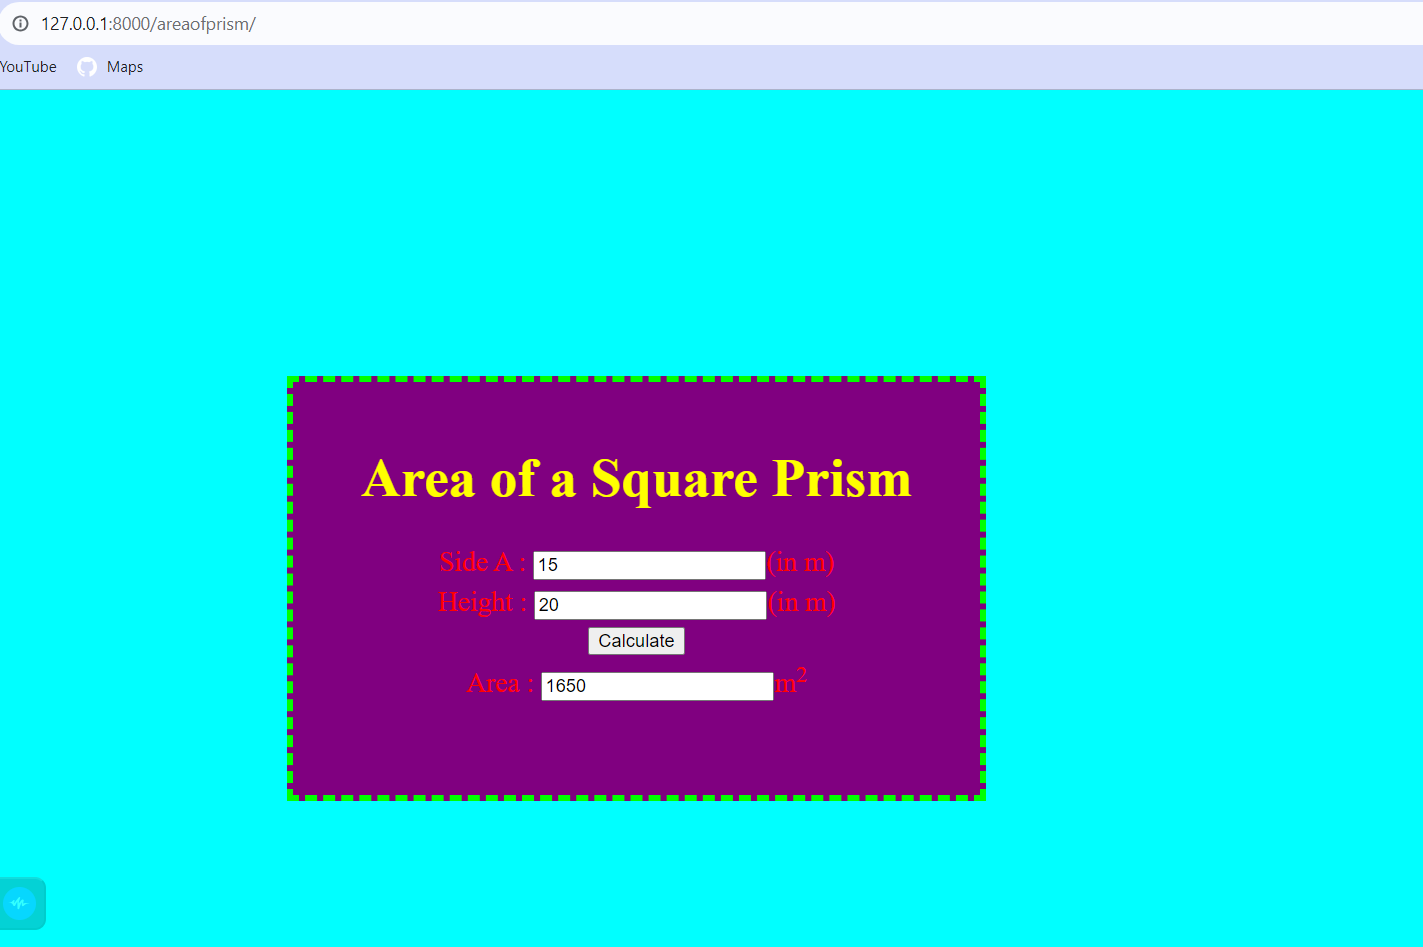 127.0.0.1:8000/areaofprism/
YouTube Maps
Area of a Square Prism
Side A : 15 (in m)
Height : 20 (in m)
Calculate
Area : 1650 m²